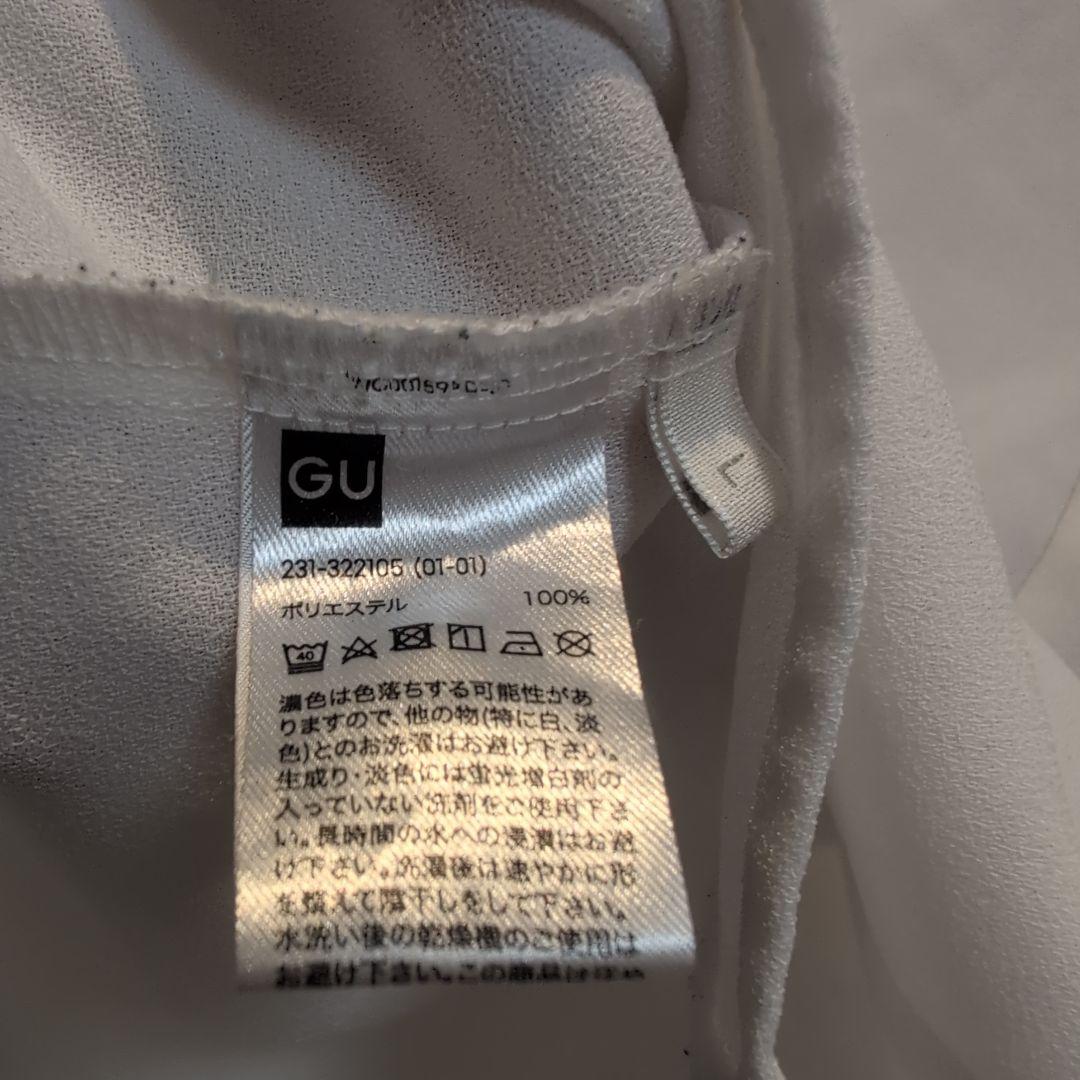 GU
L
231-322105 (01-01)
ポリエステル 100%
40
濃色は色落ちする可能性があ
りますので、他の物(特に白、淡
色)とのお洗濯はお避け下さい。
生成り・淡色には蛍光増白剤の
入っていない洗剤をご使用下さ
い。長時間の水への浸漬はお避
け下さい。洗濯後は速やかに形
を整えて陰干しをして下さい。
水洗い後の乾燥機のご使用は
お避け下さい。この商品は